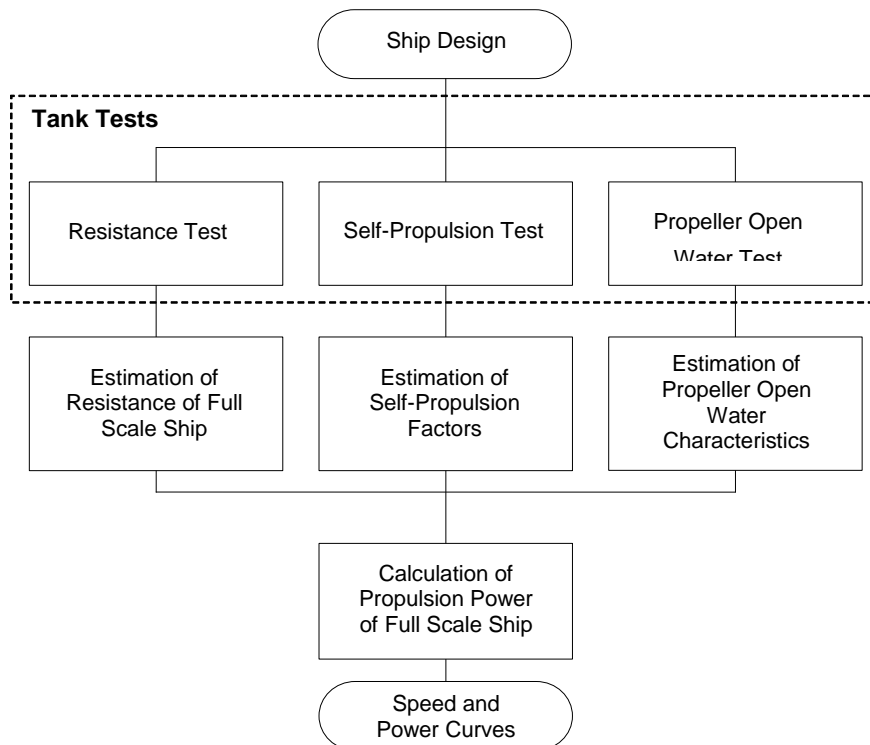 Ship Design
Tank Tests
Resistance Test
Self-Propulsion Test
Propeller Open
Water Test
Estimation of
Resistance of Full
Scale Ship
Estimation of
Self-Propulsion
Factors
Estimation of
Propeller Open
Water
Characteristics
Calculation of
Propulsion Power
of Full Scale Ship
Speed and
Power Curves